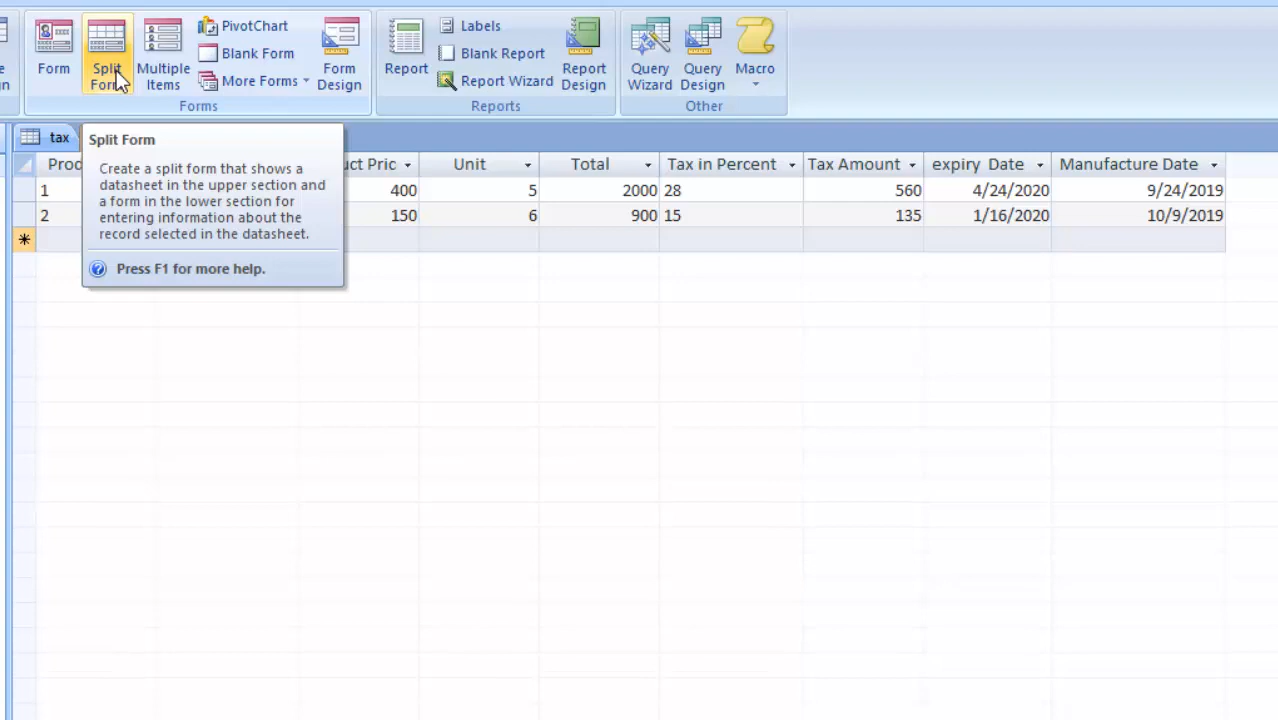 PivotChart
Labels
Blank Form
Blank Report
Form
Split
Form
Multiple
Items
More Forms
Form
Design
Report
Report Wizard
Report
Design
Query
Wizard
Query
Design
Macro
Forms
Reports
Other
tax
Split Form
Create a split form that shows a
datasheet in the upper section and
a form in the lower section for
entering information about the
record selected in the datasheet.
Press F1 for more help.
Prod uct Pric Unit Total Tax in Percent Tax Amount expiry Date Manufacture Date
1 400 5 2000 28 560 4/24/2020 9/24/2019
2 150 6 900 15 135 1/16/2020 10/9/2019